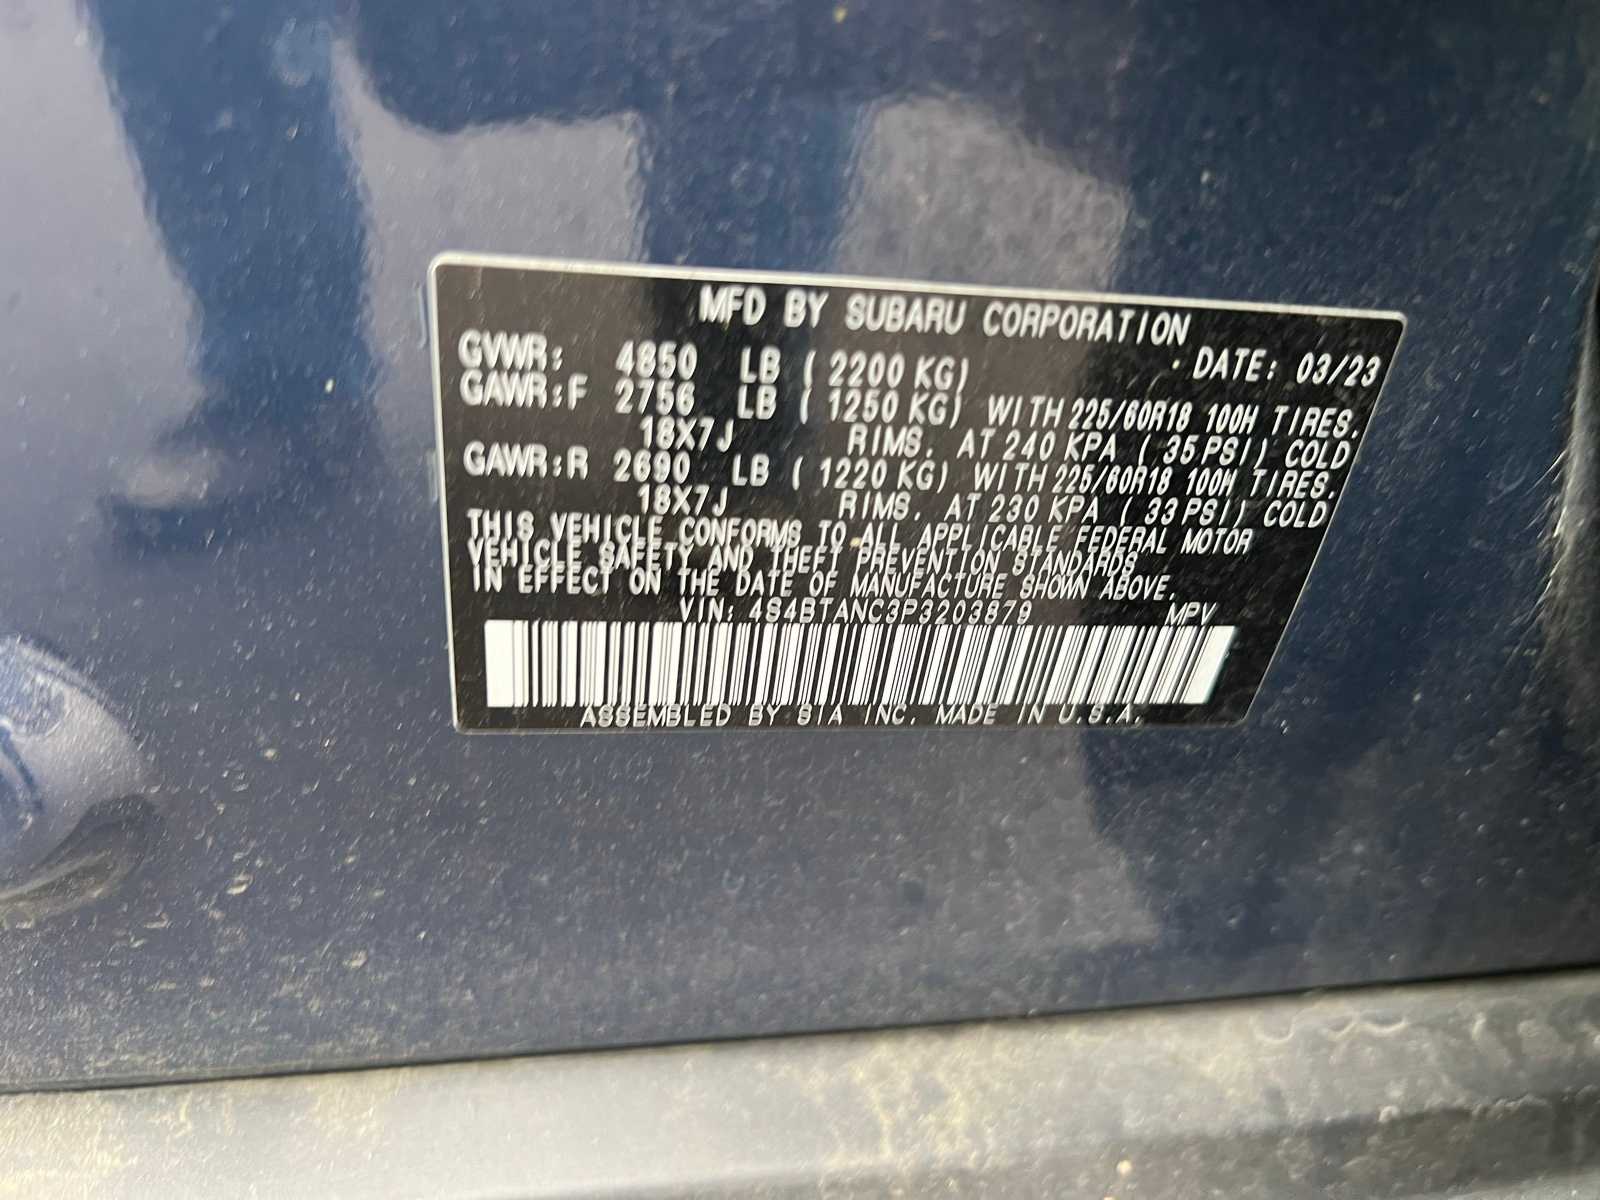 MFD BY SUBARU CORPORATION
GVWR: 4850 LB ( 2200 KG) DATE: 03/23
GAWR:F 2756 LB ( 1250 KG) WITH 225/60R18 100H TIRES.
18X7J RIMS. AT 240 KPA ( 35 PSI) COLD
GAWR:R 2690 LB ( 1220 KG) WITH 225/60R18 100H TIRES.
18X7J RIMS. AT 230 KPA ( 33 PSI) COLD
THIS VEHICLE CONFORMS TO ALL APPLICABLE FEDERAL MOTOR
VEHICLE SAFETY AND THEFT PREVENTION STANDARDS
IN EFFECT ON THE DATE OF MANUFACTURE SHOWN ABOVE.
VIN: 4S4BTANC3P3203879 MPV
ASSEMBLED BY SIA INC. MADE IN U.S.A.